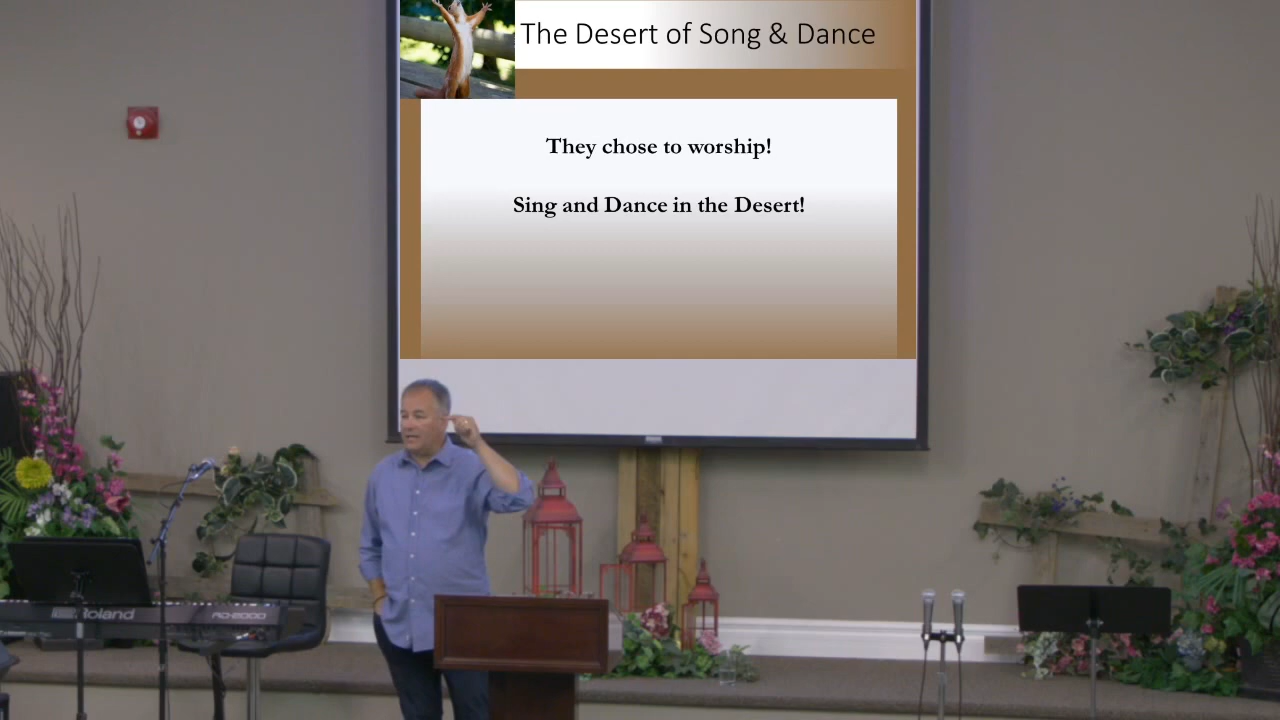 The Desert of Song & Dance
They chose to worship!
Sing and Dance in the Desert!
Roland
RD-2000